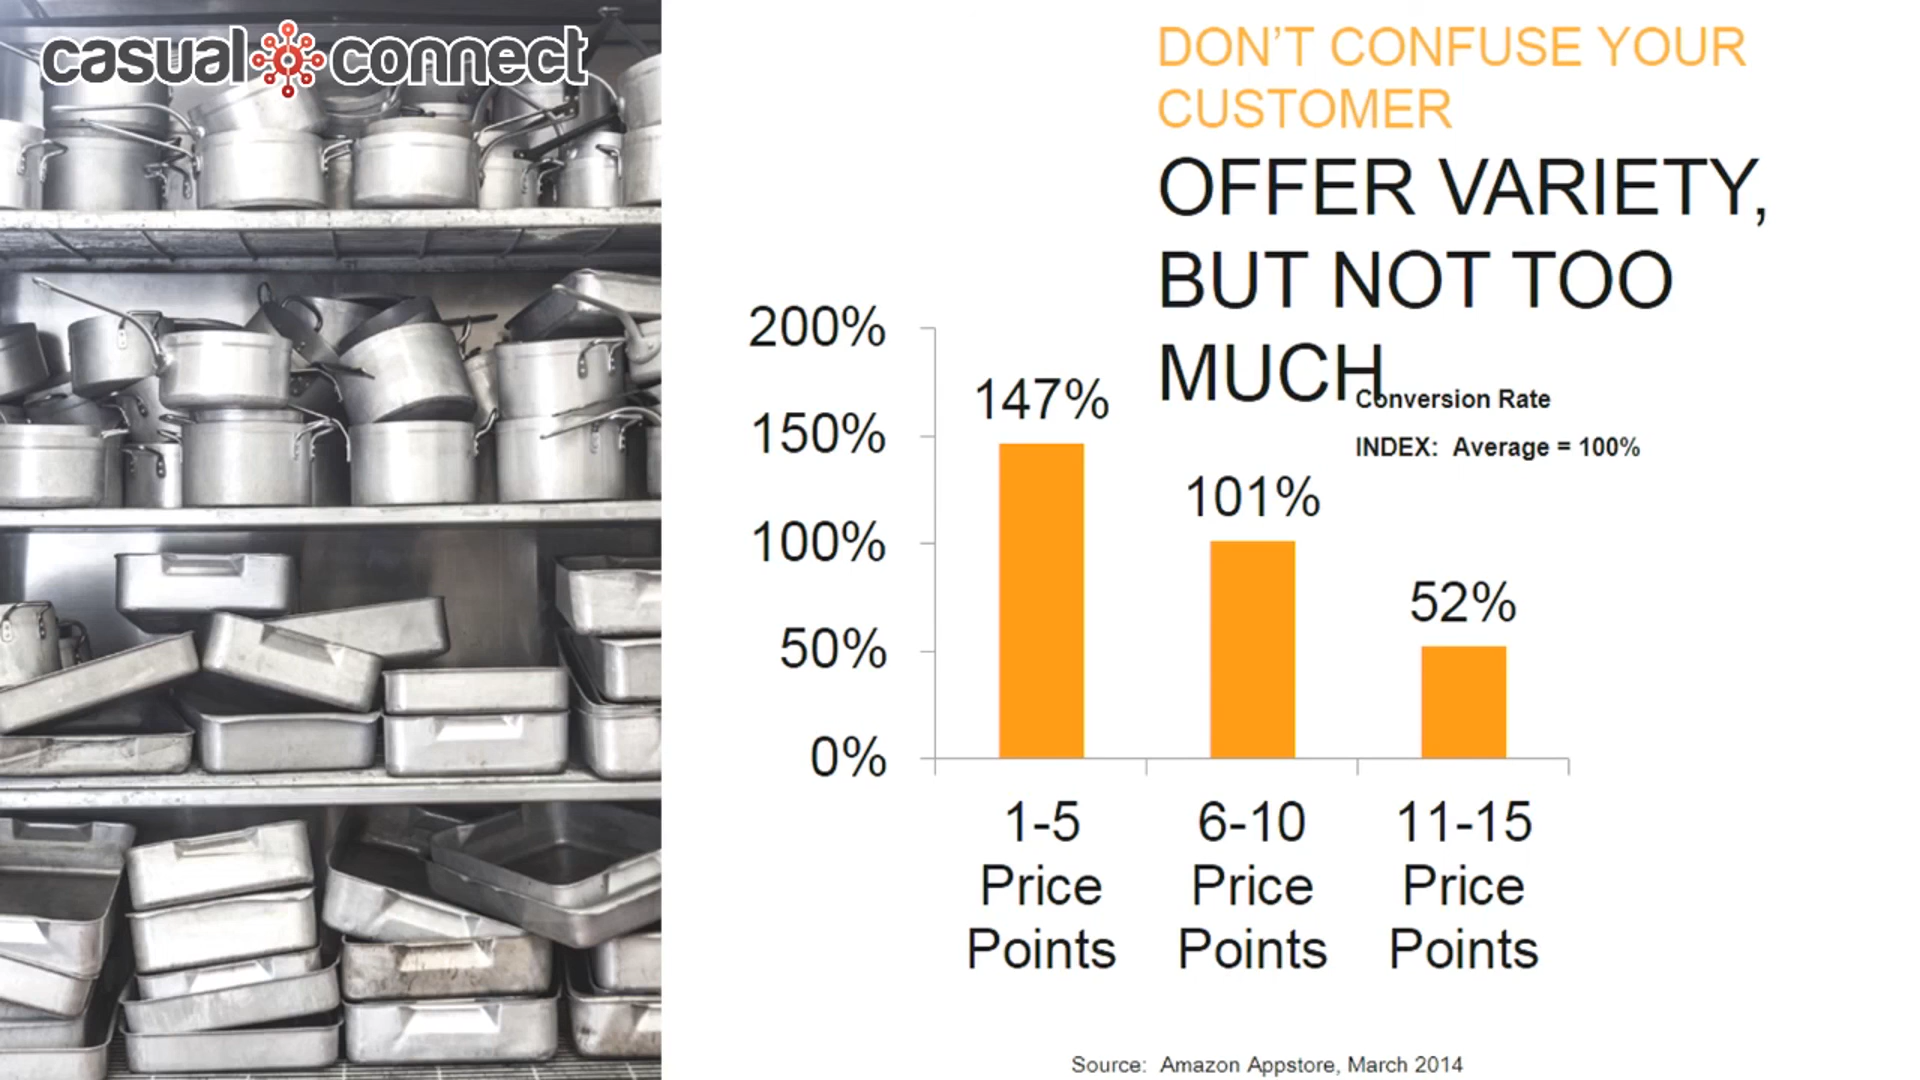 casual connect
DON'T CONFUSE YOUR
CUSTOMER
OFFER VARIETY,
BUT NOT TOO
MUCH
Conversion Rate
INDEX: Average = 100%
200%
150%
100%
50%
0%
147%
101%
52%
1-5
Price
Points
6-10
Price
Points
11-15
Price
Points
Source: Amazon Appstore, March 2014